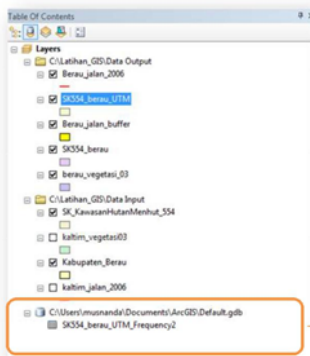 Table Of Contents
Layers
C:\Latihan_GIS\Data Output
Berau_jalan_2006
SK554_berau_UTM
Berau_jalan_buffer
SK554_berau
berau_vegetasi_03
C:\Latihan_GIS\Data Input
SK_KawasanHutanMenhut_554
kaltim_vegetasi03
Kabupaten_Berau
kaltim_jalan_2006
C:\Users\musnanda\Documents\ArcGIS\Default.gdb
SK554_berau_UTM_Frequency2